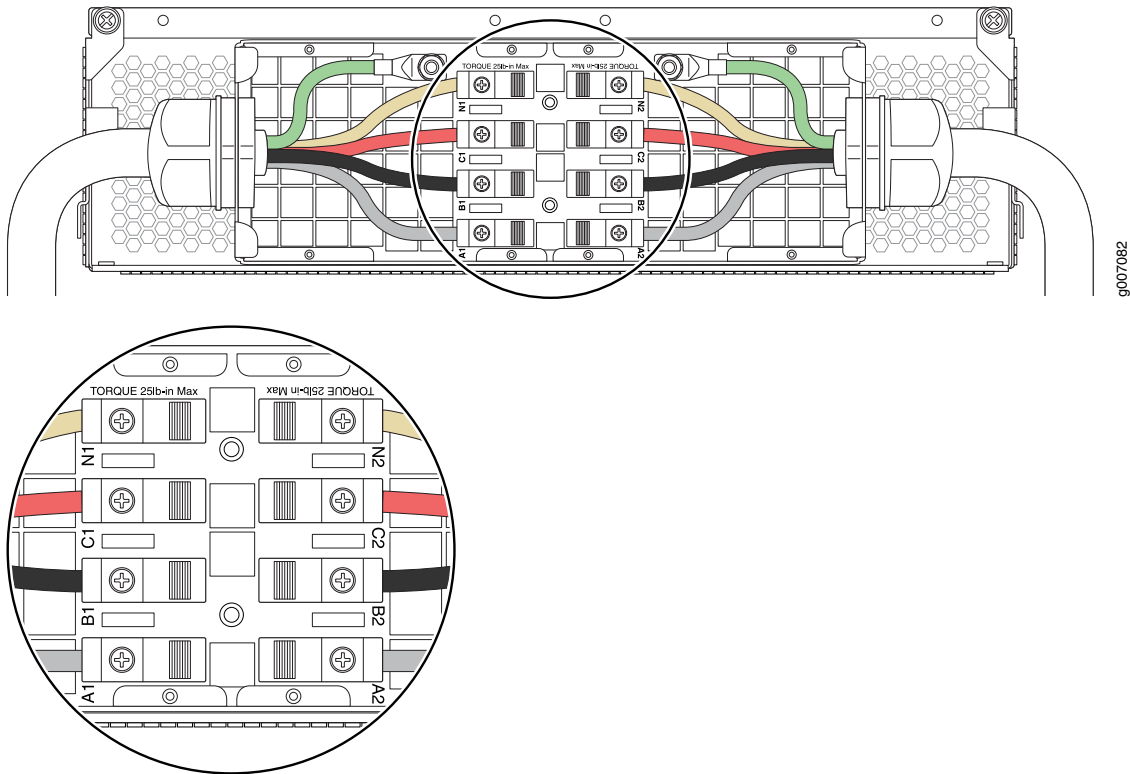 TORQUE 25lb-in Max TORQUE 25lb-in Max
N1 N2
C1 C2
B1 B2
A1 A2
g007082
TORQUE 25lb-in Max TORQUE 25lb-in Max
N1 N2
C1 C2
B1 B2
A1 A2